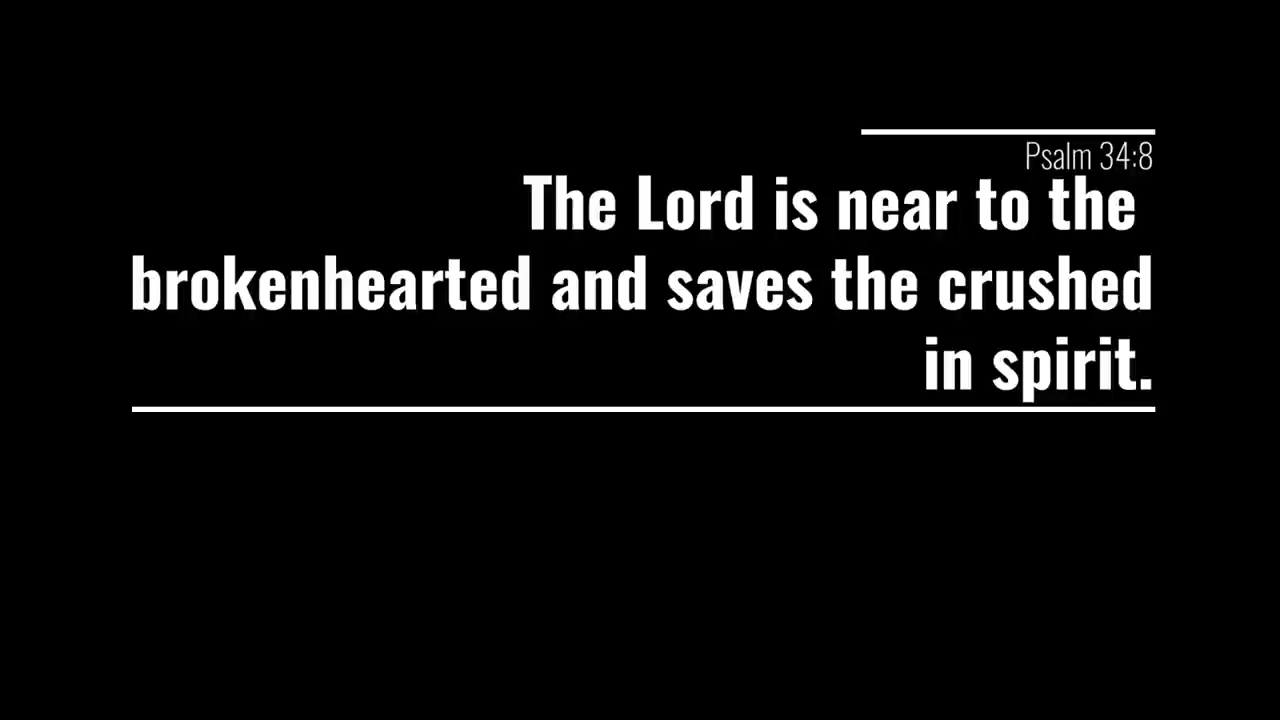 Psalm 34:8
The Lord is near to the
brokenhearted and saves the crushed
in spirit.